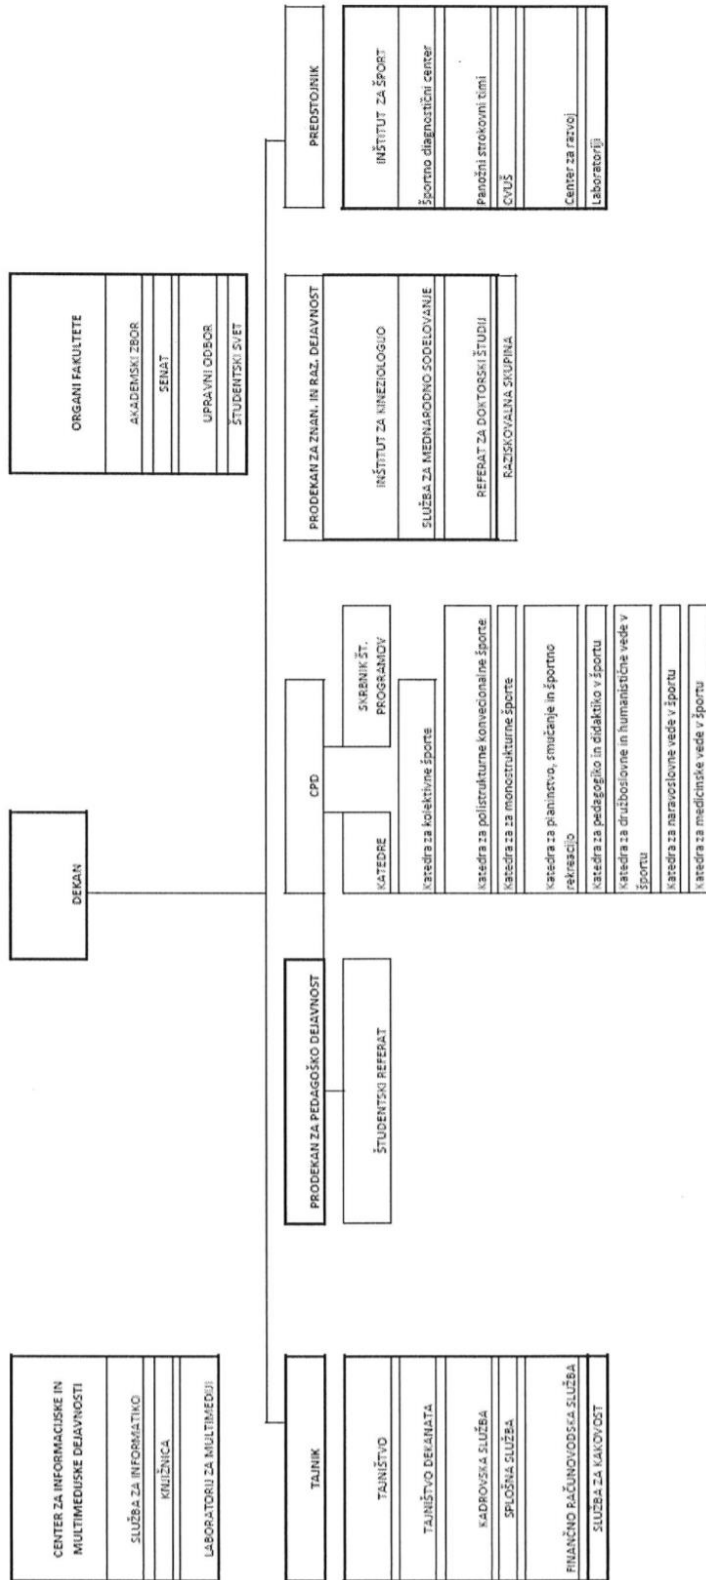 CENTER ZA INFORMACIJSKE IN
MULTIMEDIJSKE DEJAVNOSTI
SLUŽBA ZA INFORMATIKO
KNJIŽNICA
LABORATORIJ ZA MULTIMEDIJI
DEKAN
ORGANI FAKULTETE
AKADEMSKI ZBOR
SENAT
UPRAVNI ODBOR
ŠTUDENTSKI SVET
TAJNIK
TAJNIŠTVO
TAJNIŠTVO DEKANATA
KADROVSKA SLUŽBA
SPLOŠNA SLUŽBA
FINANČNO RAČUNOVODSKA SLUŽBA
SLUŽBA ZA KAKOVOST
PRODEKAN ZA PEDAGOŠKO DEJAVNOST
ŠTUDENTSKI REFERAT
CPD
KATEDRE
Katedra za kolektivne športe
Katedra za polistrukturne konvecionalne športe
Katedra za za monostrukturne športe
Katedra za planinstvo, smučanje in športno
rekreacijo
Katedra za pedagogiko in didaktiko v športu
Katedra za družboslovne in humanistične vede v
športu
Katedra za naravoslovne vede v športu
Katedra za medicinske vede v športu
SKRBNIK ŠT.
PROGRAMOV
PRODEKAN ZA ZNAN. IN RAZ. DEJAVNOST
INŠTITUT ZA KINEZIOLOGIJO
SLUŽBA ZA MEDNARODNO SODELOVANJE
REFERAT ZA DOKTORSKI ŠTUDIJ
RAZISKOVALNA SKUPINA
PREDSTOJNIK
INŠTITUT ZA ŠPORT
Športno diagnostični center
Panožni strokovni timi
CVUŠ
Center za razvoj
Laboratoriji